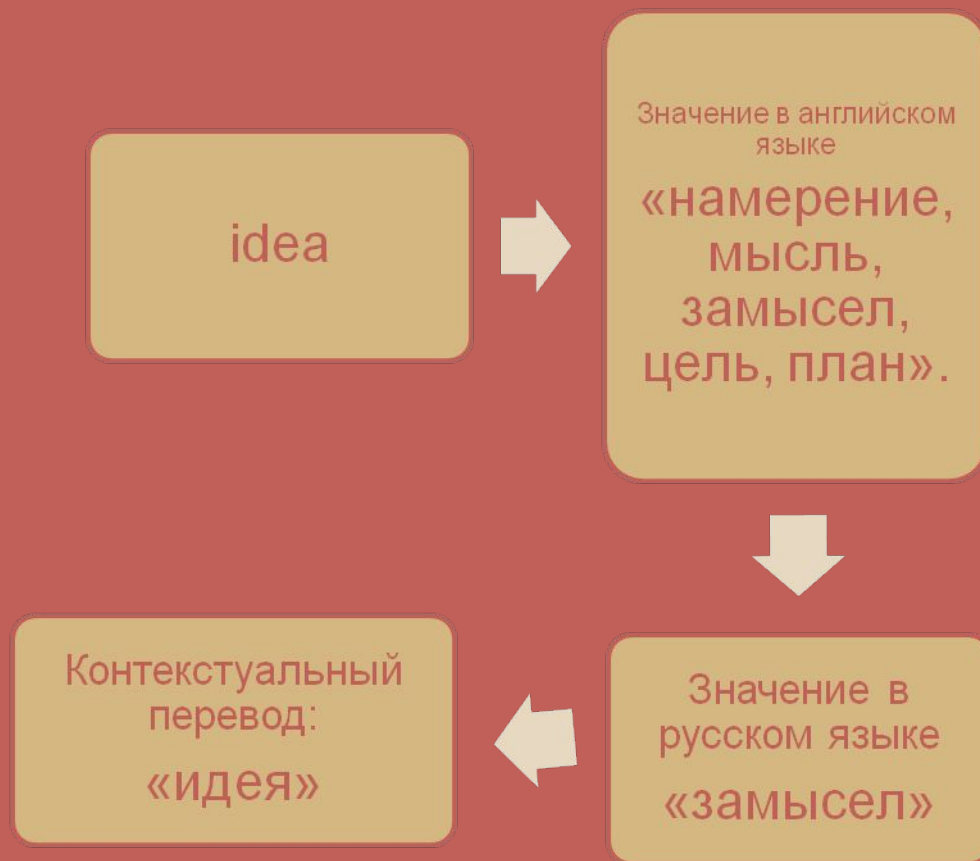 idea
Значение в английском
языке
«намерение,
мысль,
замысел,
цель, план».
Значение в
русском языке
«замысел»
Контекстуальный
перевод:
«идея»